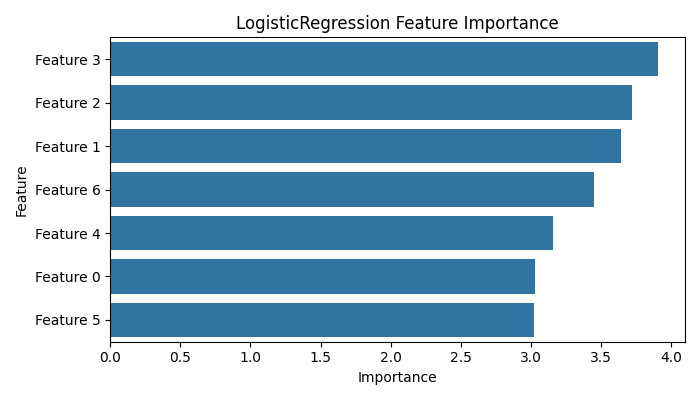 LogisticRegression Feature Importance
Feature 3
Feature 2
Feature 1
Feature 6
Feature 4
Feature 0
Feature 5
Feature
0.0 0.5 1.0 1.5 2.0 2.5 3.0 3.5 4.0
Importance